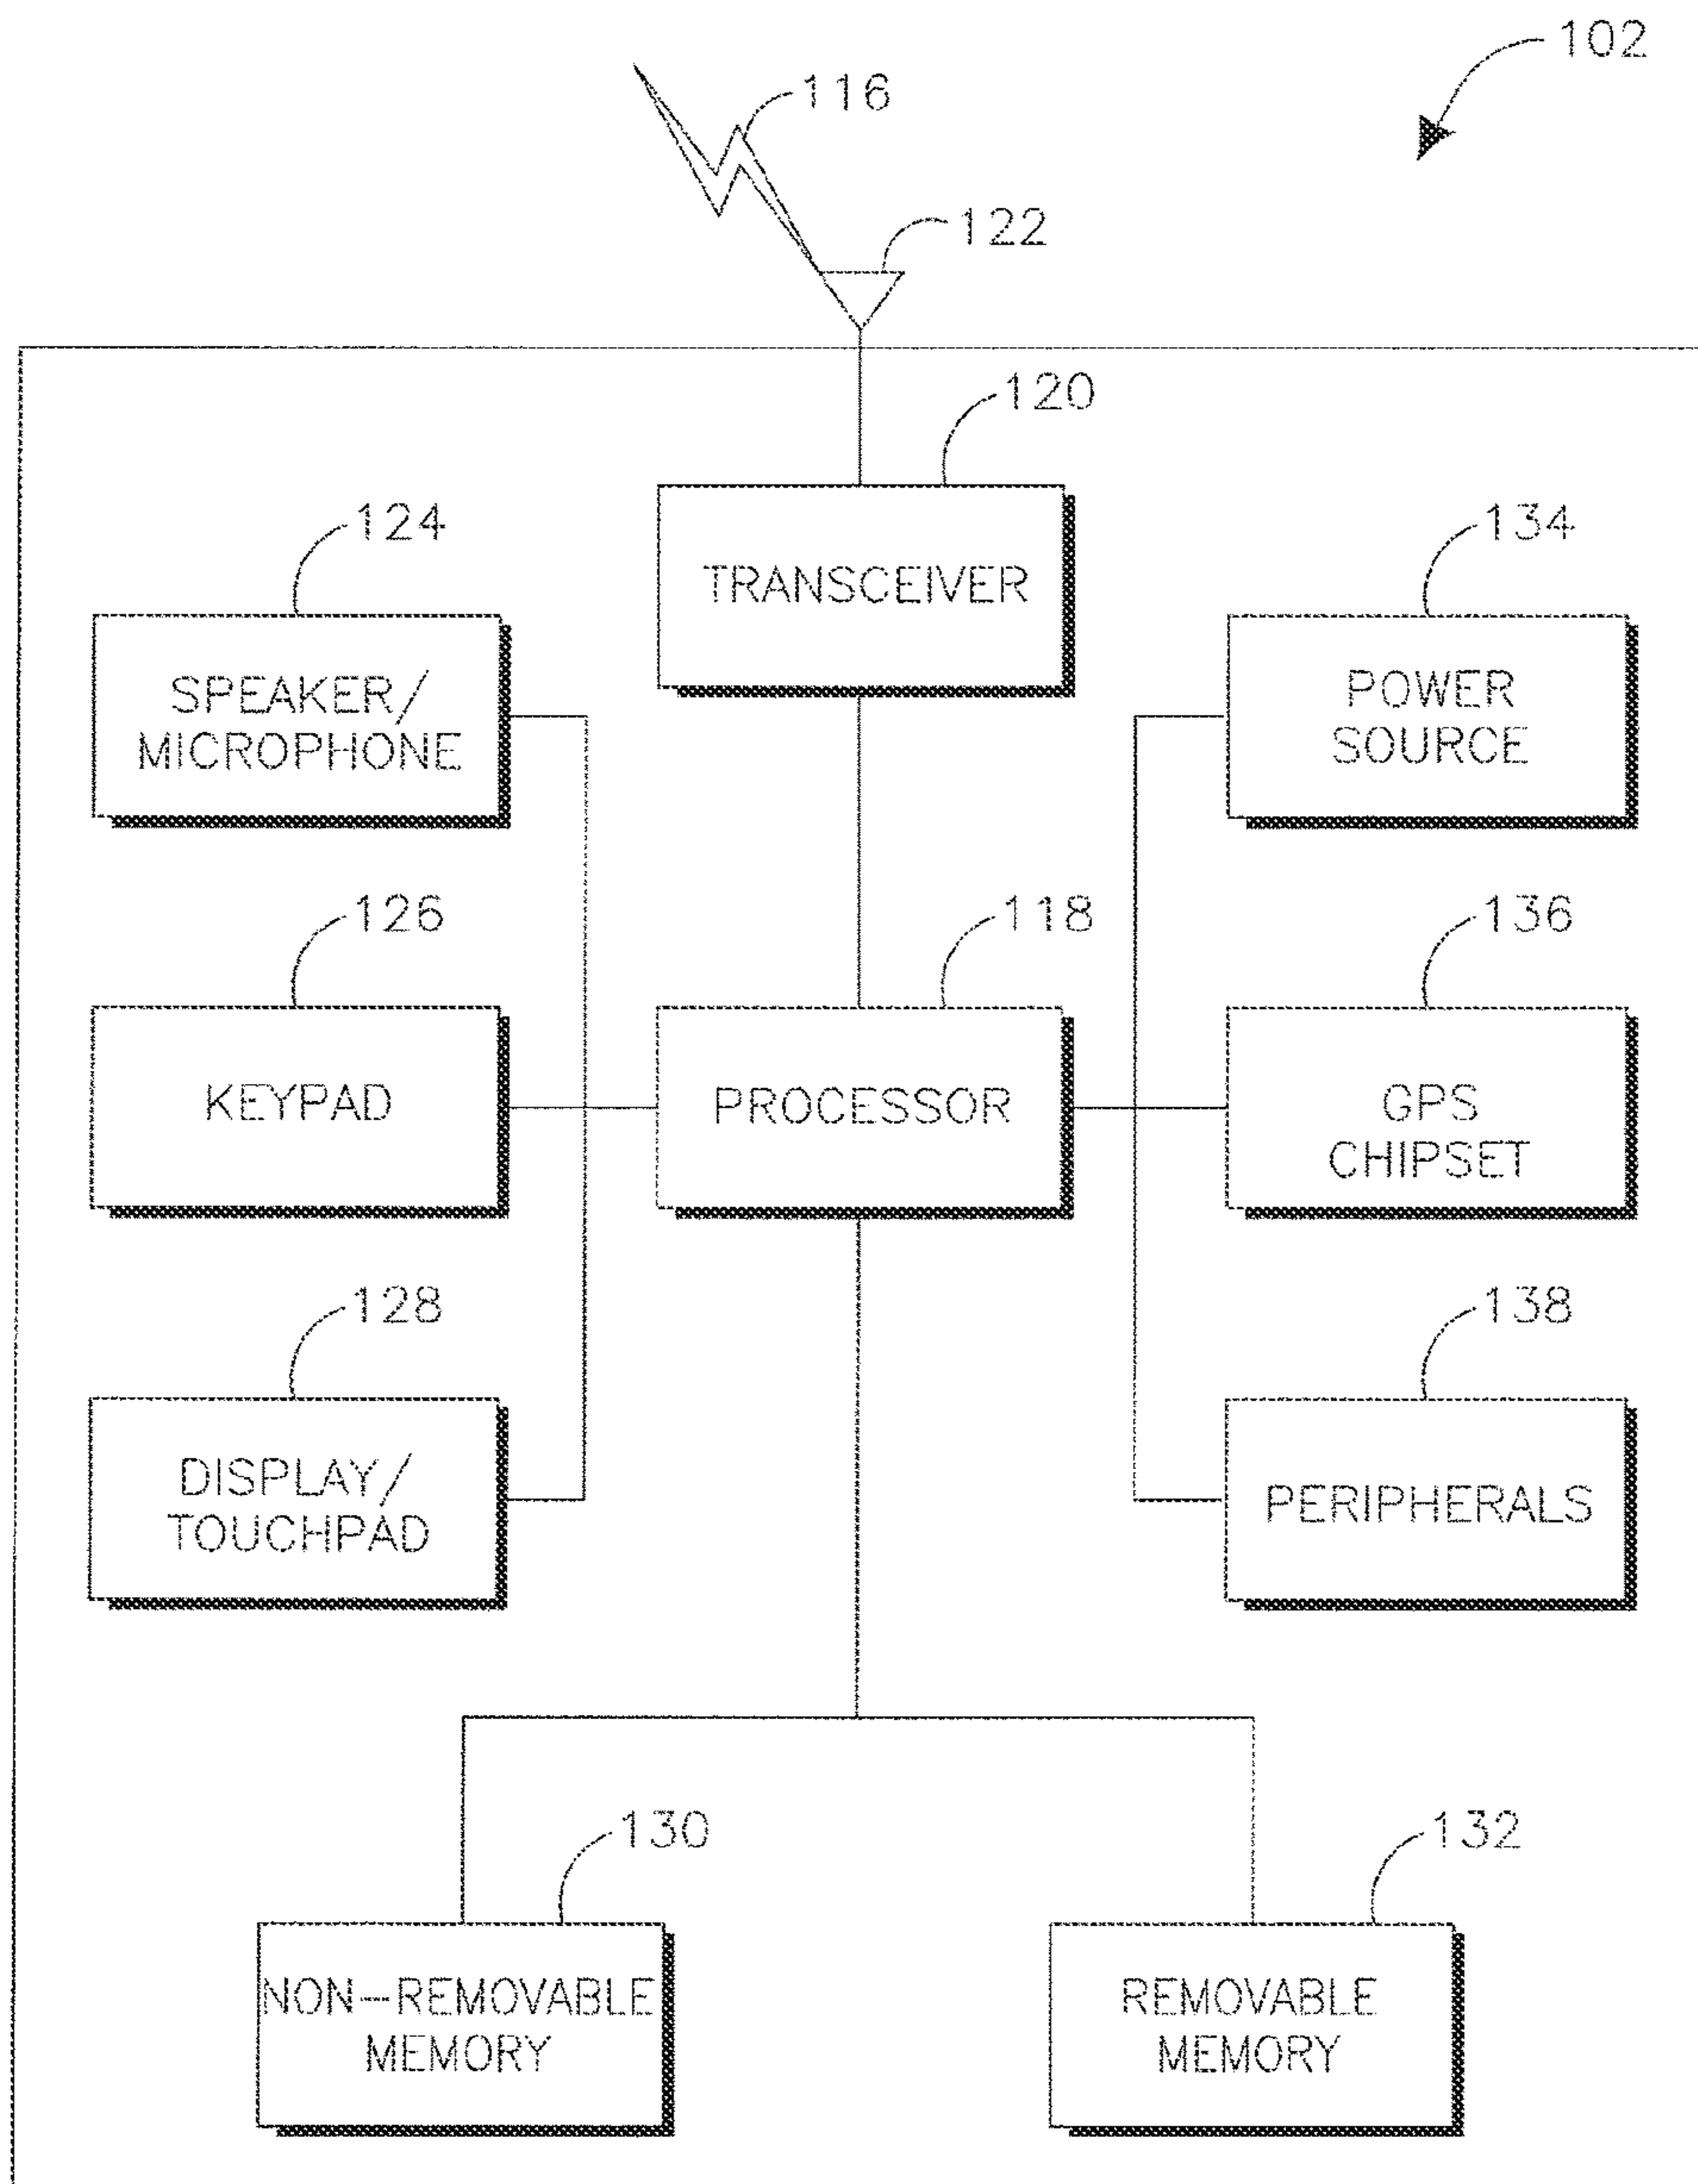 102
116
122
120
TRANSCEIVER
124
SPEAKER/
MICROPHONE
134
POWER
SOURCE
126
KEYPAD
118
PROCESSOR
136
GPS
CHIPSET
128
DISPLAY/
TOUCHPAD
138
PERIPHERALS
130
NON-REMOVABLE
MEMORY
132
REMOVABLE
MEMORY